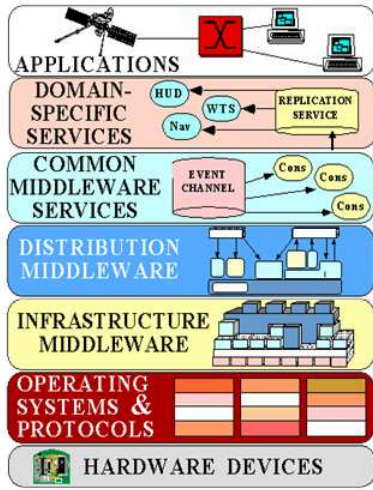 APPLICATIONS
DOMAIN-
SPECIFIC
SERVICES
HUD
WTS
Nav
REPLICATION
SERVICE
COMMON
MIDDLEWARE
SERVICES
EVENT
CHANNEL
Cons
Cons
Cons
DISTRIBUTION
MIDDLEWARE
INFRASTRUCTURE
MIDDLEWARE
OPERATING
SYSTEMS &
PROTOCOLS
HARDWARE DEVICES